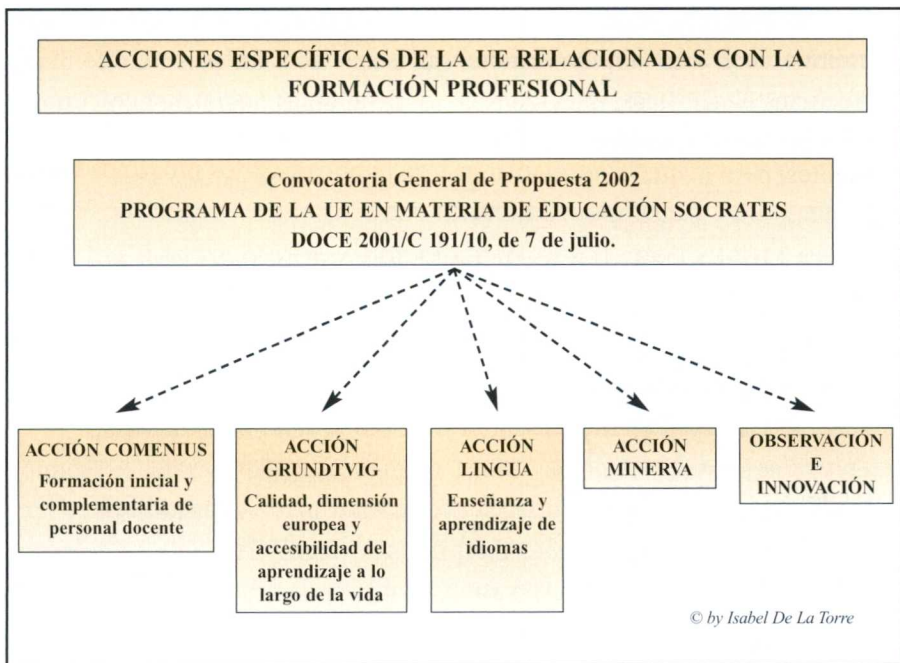 ACCIONES ESPECÍFICAS DE LA UE RELACIONADAS CON LA
FORMACIÓN PROFESIONAL
Convocatoria General de Propuesta 2002
PROGRAMA DE LA UE EN MATERIA DE EDUCACIÓN SOCRATES
DOCE 2001/C 191/10, de 7 de julio.
ACCIÓN COMENIUS
Formación inicial y
complementaria de
personal docente
ACCIÓN
GRUNDTVIG
Calidad, dimensión
europea y
accesíbilidad del
aprendizaje a lo
largo de la vida
ACCIÓN
LINGUA
Enseñanza y
aprendizaje de
idiomas
ACCIÓN
MINERVA
OBSERVACIÓN
E
INNOVACIÓN
© by Isabel De La Torre